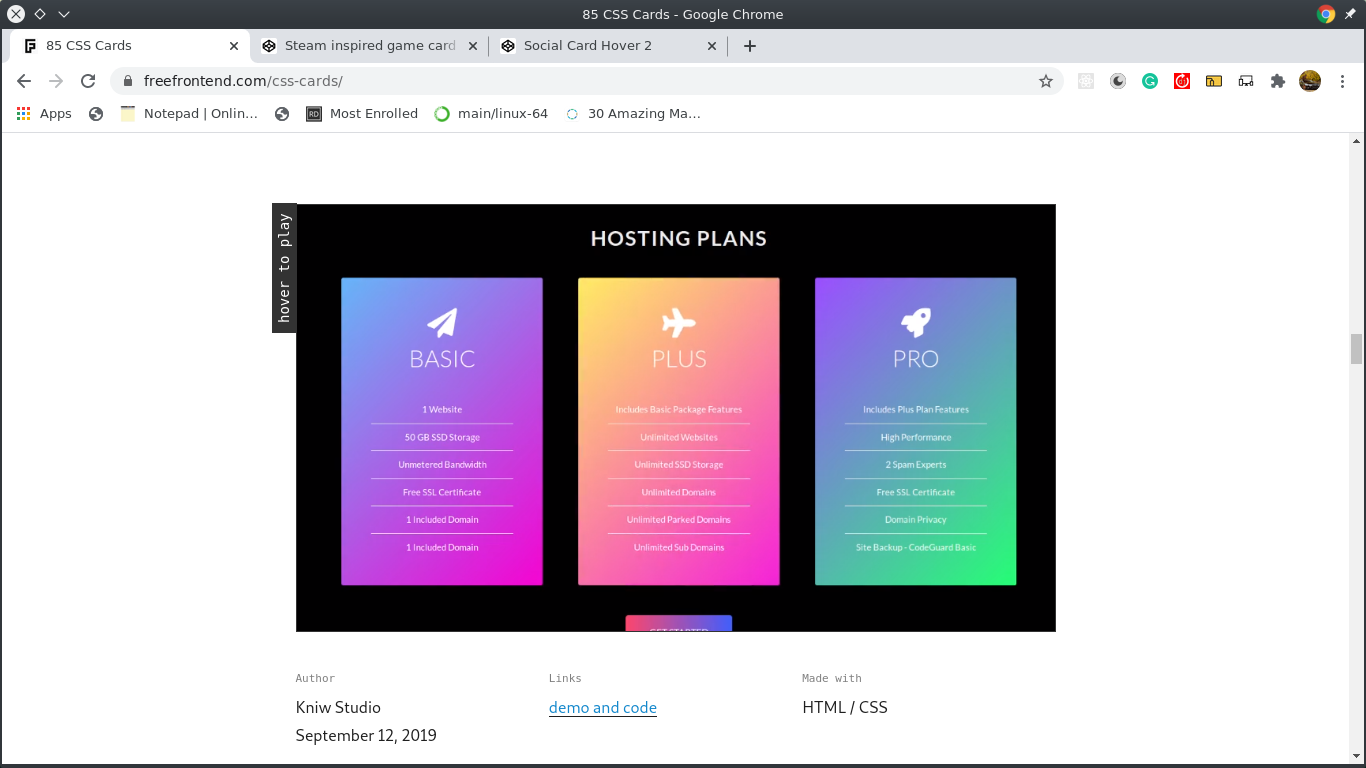 85 CSS Cards - Google Chrome
85 CSS Cards
Steam inspired game card
Social Card Hover 2
freefrontend.com/css-cards/
Apps
Notepad | Onlin...
RD
Most Enrolled
main/linux-64
30 Amazing Ma...
hover to play
HOSTING PLANS
BASIC
1 Website
50 GB SSD Storage
Unmetered Bandwidth
Free SSL Certificate
1 Included Domain
1 Included Domain
PLUS
Includes Basic Package Features
Unlimited Websites
Unlimited SSD Storage
Unlimited Domains
Unlimited Parked Domains
Unlimited Sub Domains
PRO
Includes Plus Plan Features
High Performance
2 Spam Experts
Free SSL Certificate
Domain Privacy
Site Backup - CodeGuard Basic
GET STARTED
Author
Kniw Studio
September 12, 2019
Links
demo and code
Made with
HTML / CSS